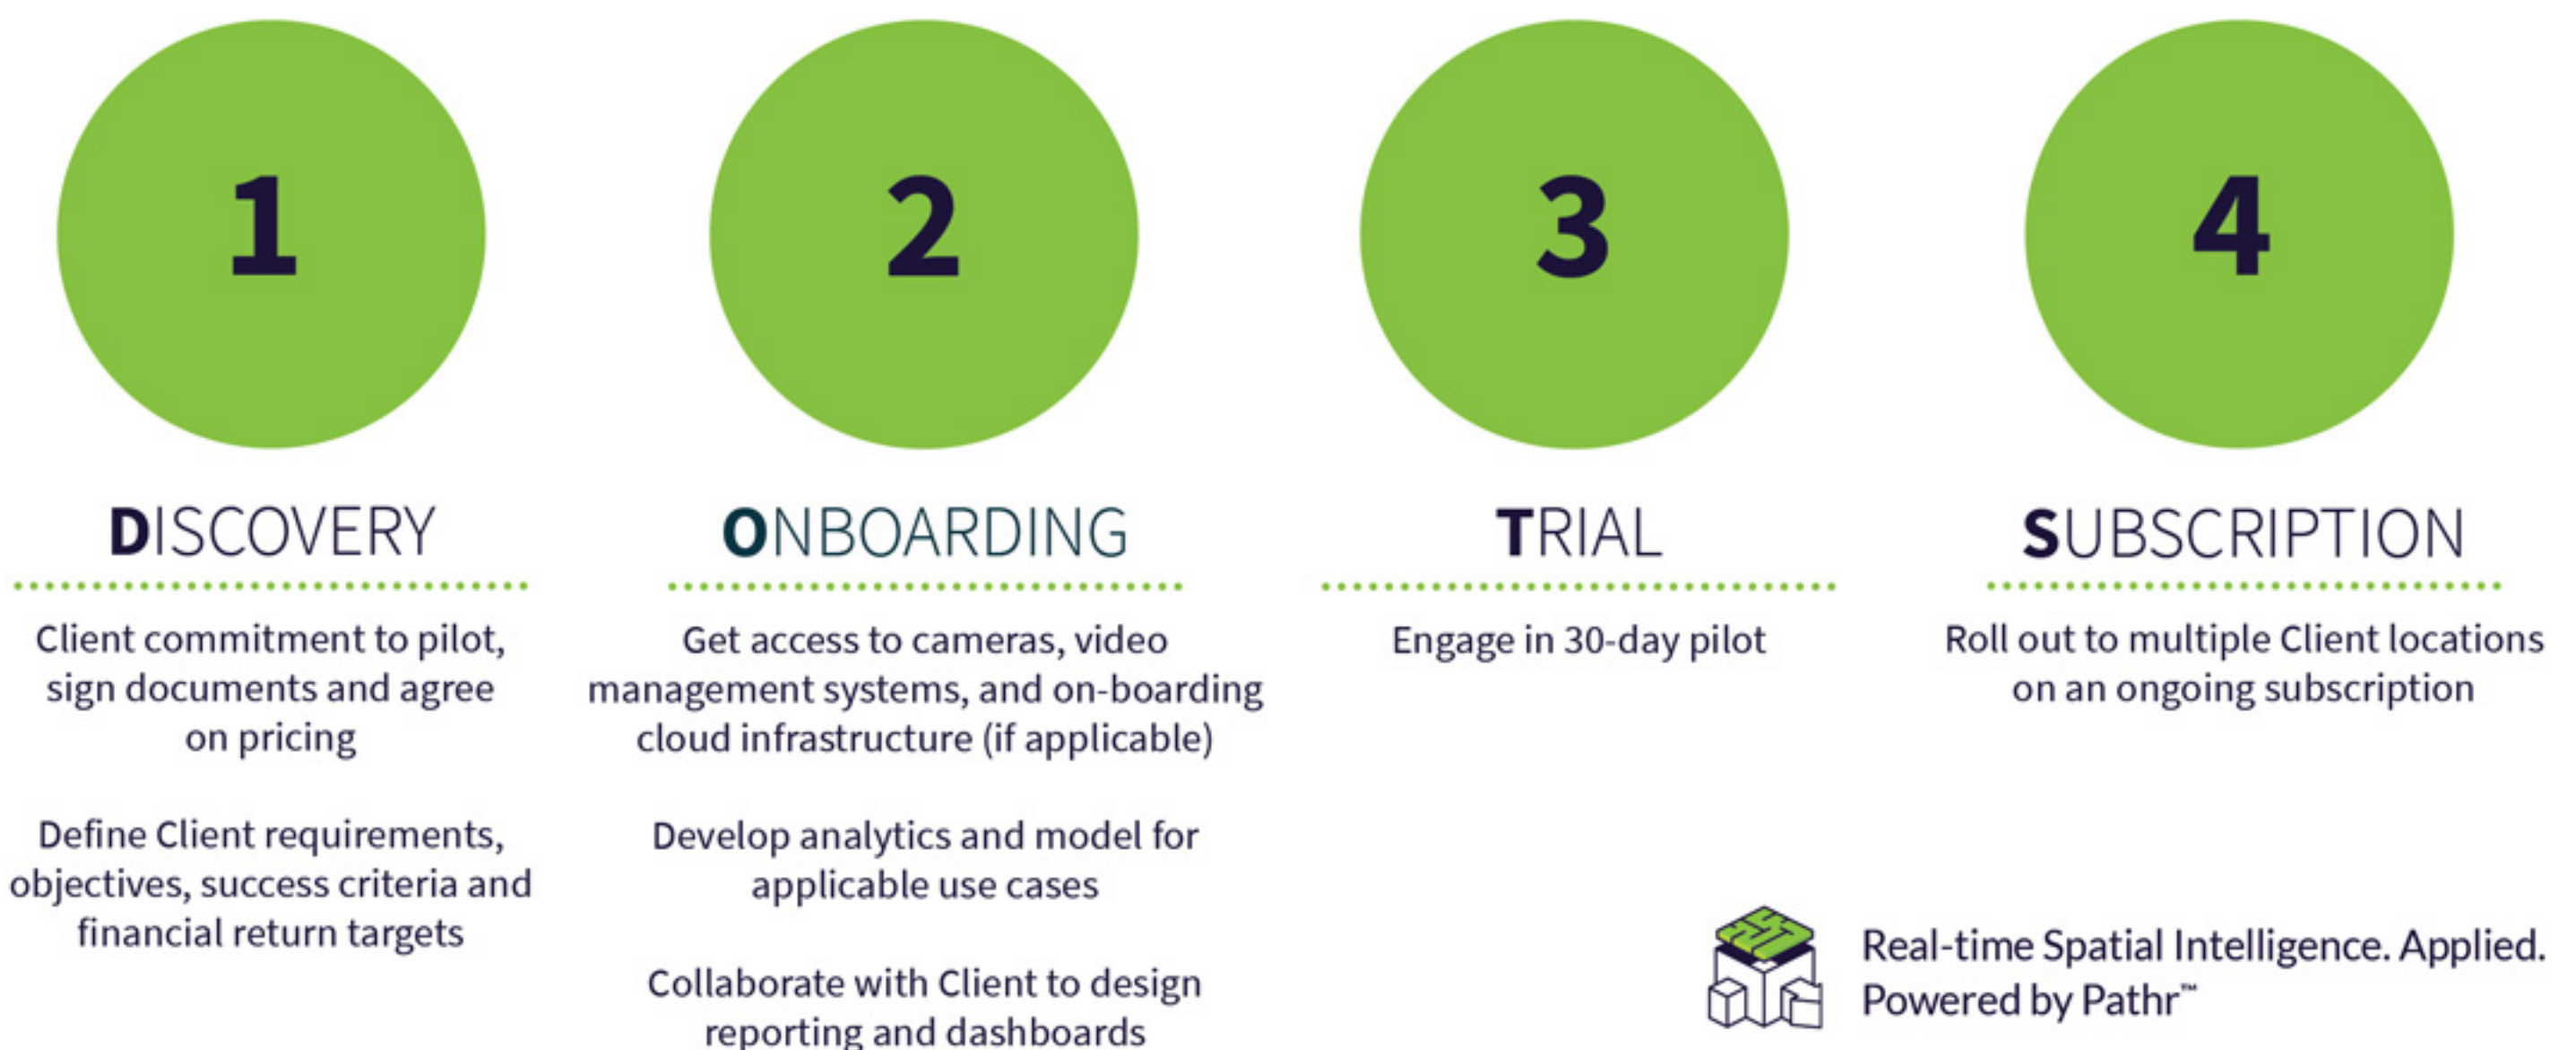 1
DISCOVERY
Client commitment to pilot,
sign documents and agree
on pricing
Define Client requirements,
objectives, success criteria and
financial return targets
2
ONBOARDING
Get access to cameras, video
management systems, and on-boarding
cloud infrastructure (if applicable)
Develop analytics and model for
applicable use cases
Collaborate with Client to design
reporting and dashboards
3
TRIAL
Engage in 30-day pilot
4
SUBSCRIPTION
Roll out to multiple Client locations
on an ongoing subscription
Real-time Spatial Intelligence. Applied.
Powered by Pathr™